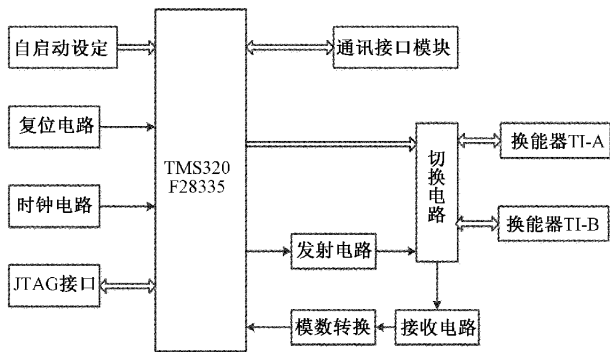 自启动设定
通讯接口模块
复位电路
TMS320
F28335
切换电路
换能器TI-A
时钟电路
换能器TI-B
发射电路
JTAG接口
模数转换
接收电路